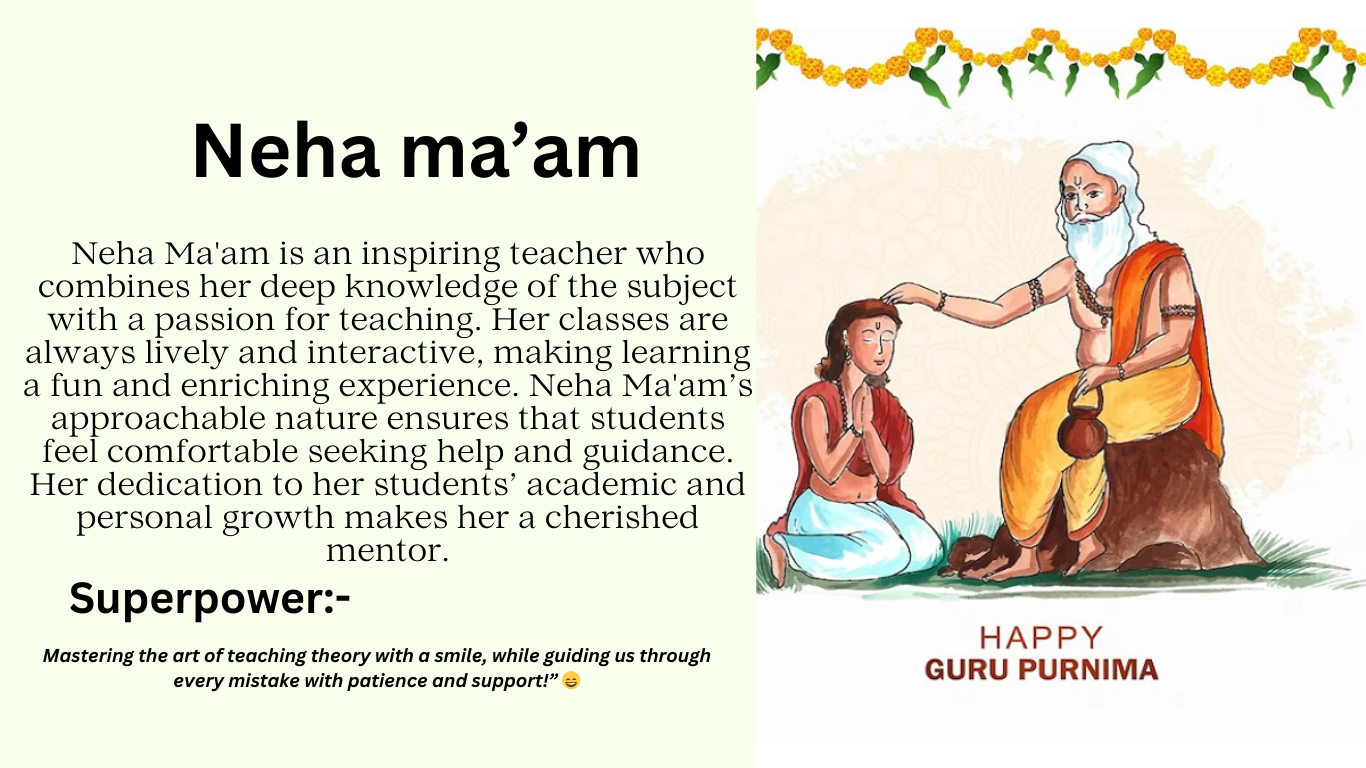 Neha ma’am
Neha Ma'am is an inspiring teacher who
combines her deep knowledge of the subject
with a passion for teaching. Her classes are
always lively and interactive, making learning
a fun and enriching experience. Neha Ma'am’s
approachable nature ensures that students
feel comfortable seeking help and guidance.
Her dedication to her students’ academic and
personal growth makes her a cherished
mentor.
Superpower:-
Mastering the art of teaching theory with a smile, while guiding us through
every mistake with patience and support!” 😄
HAPPY
GURU PURNIMA